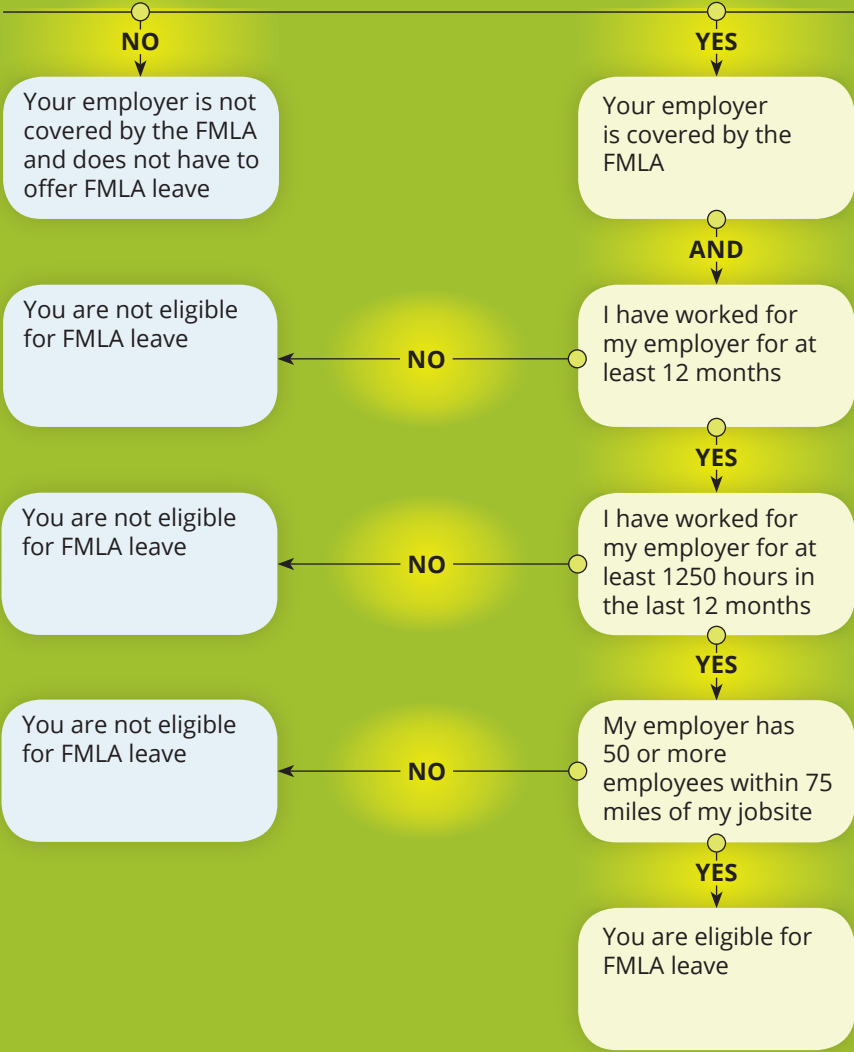 NO
YES
Your employer is not
covered by the FMLA
and does not have to
offer FMLA leave
Your employer
is covered by the
FMLA
AND
You are not eligible
for FMLA leave
NO
I have worked for
my employer for at
least 12 months
YES
You are not eligible
for FMLA leave
NO
I have worked for
my employer for at
least 1250 hours in
the last 12 months
YES
You are not eligible
for FMLA leave
NO
My employer has
50 or more
employees within 75
miles of my jobsite
YES
You are eligible for
FMLA leave